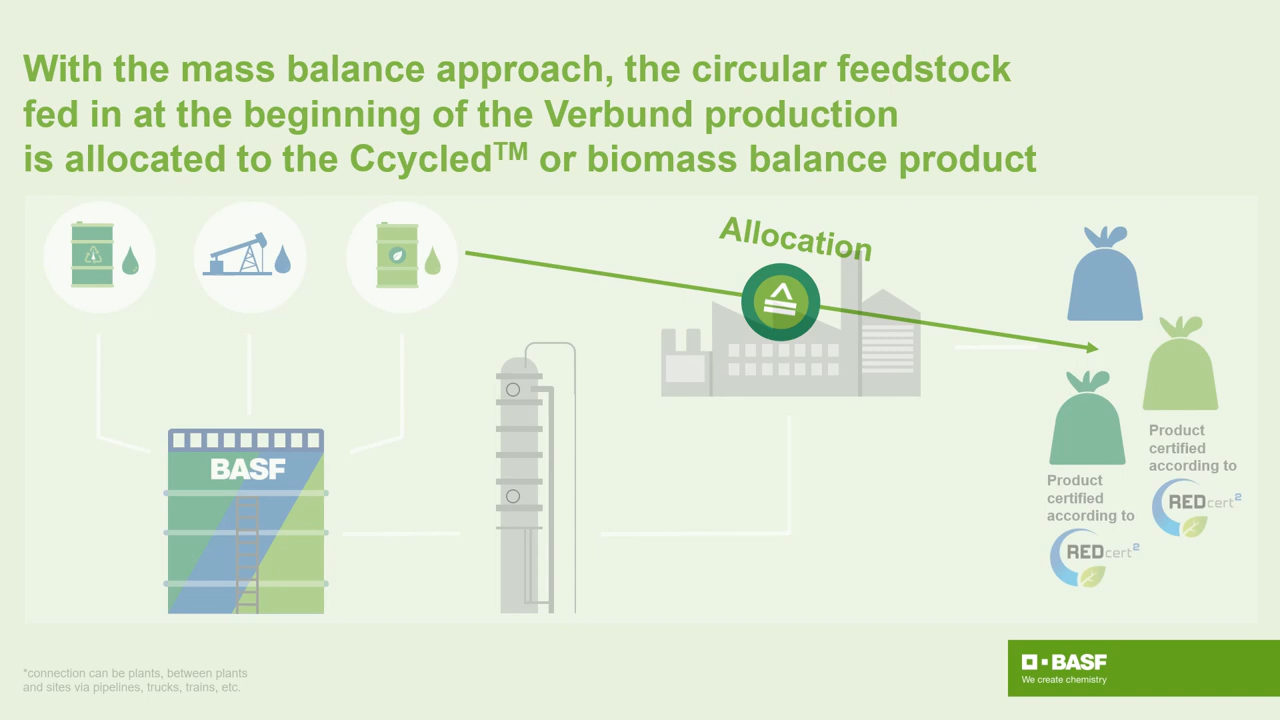 With the mass balance approach, the circular feedstock
fed in at the beginning of the Verbund production
is allocated to the Ccycled™ or biomass balance product
Allocation
BASF
Product
certified
according to
REDcert²
Product
certified
according to
REDcert²
*connection can be plants, between plants
and sites via pipelines, trucks, trains, etc.
BASF
We create chemistry